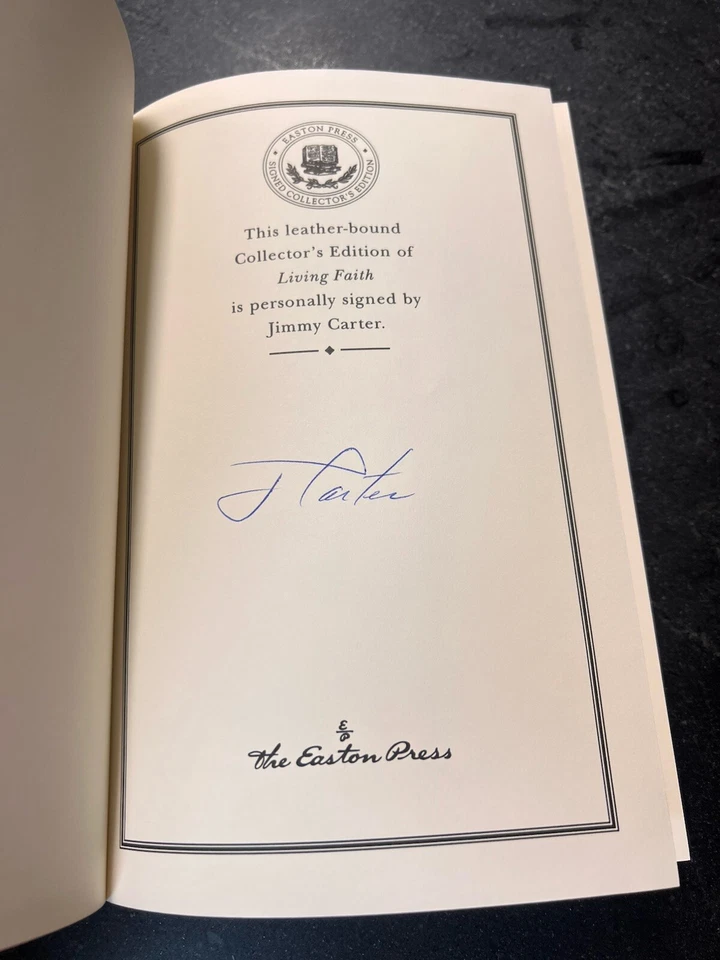 EASTON PRESS
SIGNED COLLECTOR'S EDITION
This leather-bound
Collector's Edition of
Living Faith
is personally signed by
Jimmy Carter.
J Carter
E
P
The Easton Press